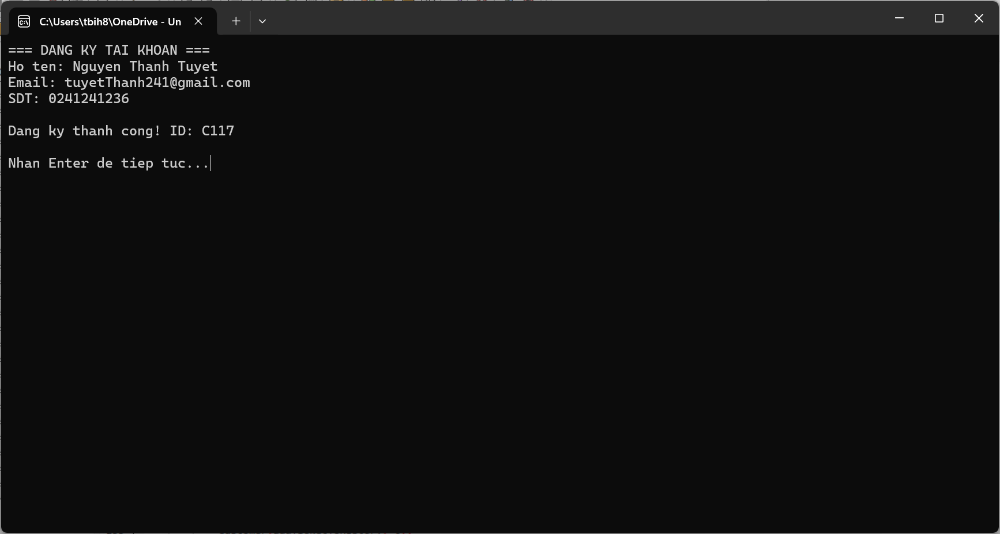 C:\Users\tbih8\OneDrive - Un
=== DANG KY TAI KHOAN ===
Ho ten: Nguyen Thanh Tuyet
Email: tuyetThanh241@gmail.com
SDT: 0241241236
Dang ky thanh cong! ID: C117
Nhan Enter de tiep tuc...